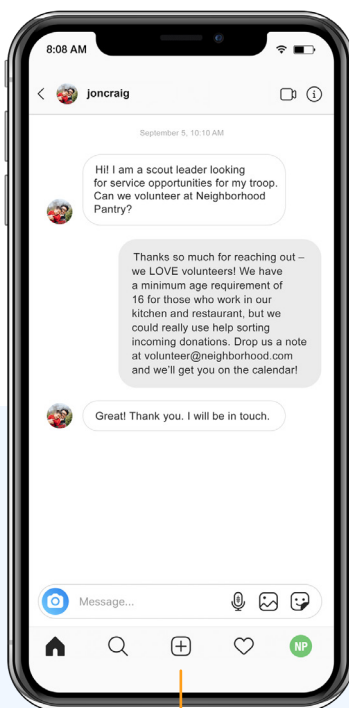 8:08 AM
joncraig
September 5, 10:10 AM
Hi! I am a scout leader looking
for service opportunities for my troop.
Can we volunteer at Neighborhood
Pantry?
Thanks so much for reaching out –
we LOVE volunteers! We have
a minimum age requirement of
16 for those who work in our
kitchen and restaurant, but we
could really use help sorting
incoming donations. Drop us a note
at volunteer@neighborhood.com
and we'll get you on the calendar!
Great! Thank you. I will be in touch.
Message...
NP